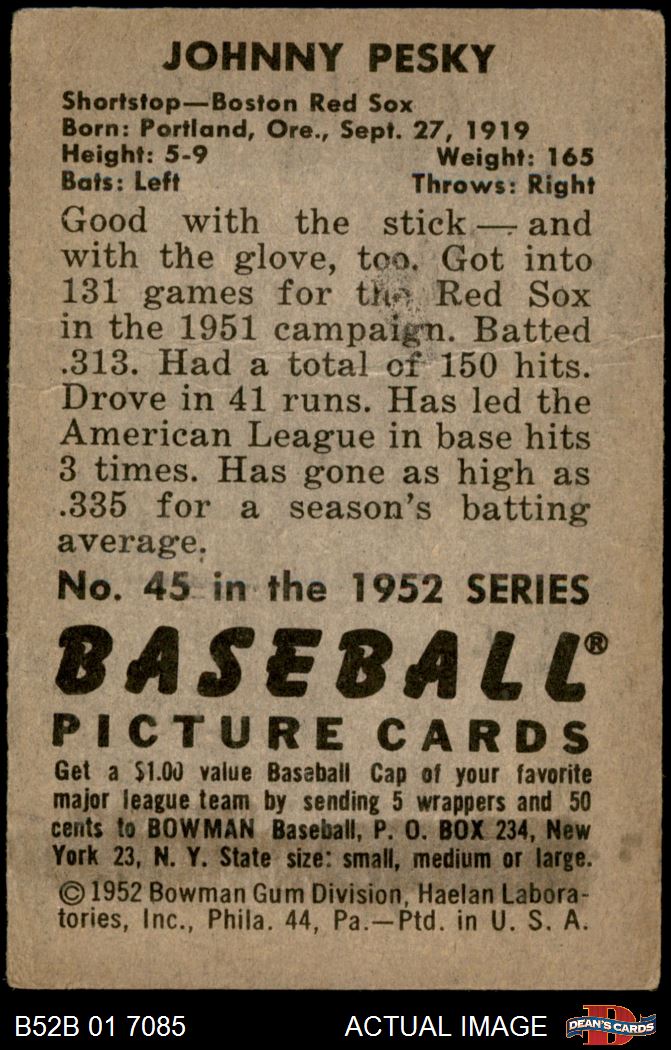 JOHNNY PESKY
Shortstop—Boston Red Sox
Born: Portland, Ore., Sept. 27, 1919
Height: 5-9 Weight: 165
Bats: Left Throws: Right
Good with the stick — and
with the glove, too. Got into
131 games for the Red Sox
in the 1951 campaign. Batted
.313. Had a total of 150 hits.
Drove in 41 runs. Has led the
American League in base hits
3 times. Has gone as high as
.335 for a season's batting
average.
No. 45 in the 1952 SERIES
BASEBALL®
PICTURE CARDS
Get a $1.00 value Baseball Cap of your favorite
major league team by sending 5 wrappers and 50
cents to BOWMAN Baseball, P. O. BOX 234, New
York 23, N. Y. State size: small, medium or large.
© 1952 Bowman Gum Division, Haelan Labora-
tories, Inc., Phila. 44, Pa.—Ptd. in U. S. A.
B52B 01 7085 ACTUAL IMAGE D DEAN'S CARDS